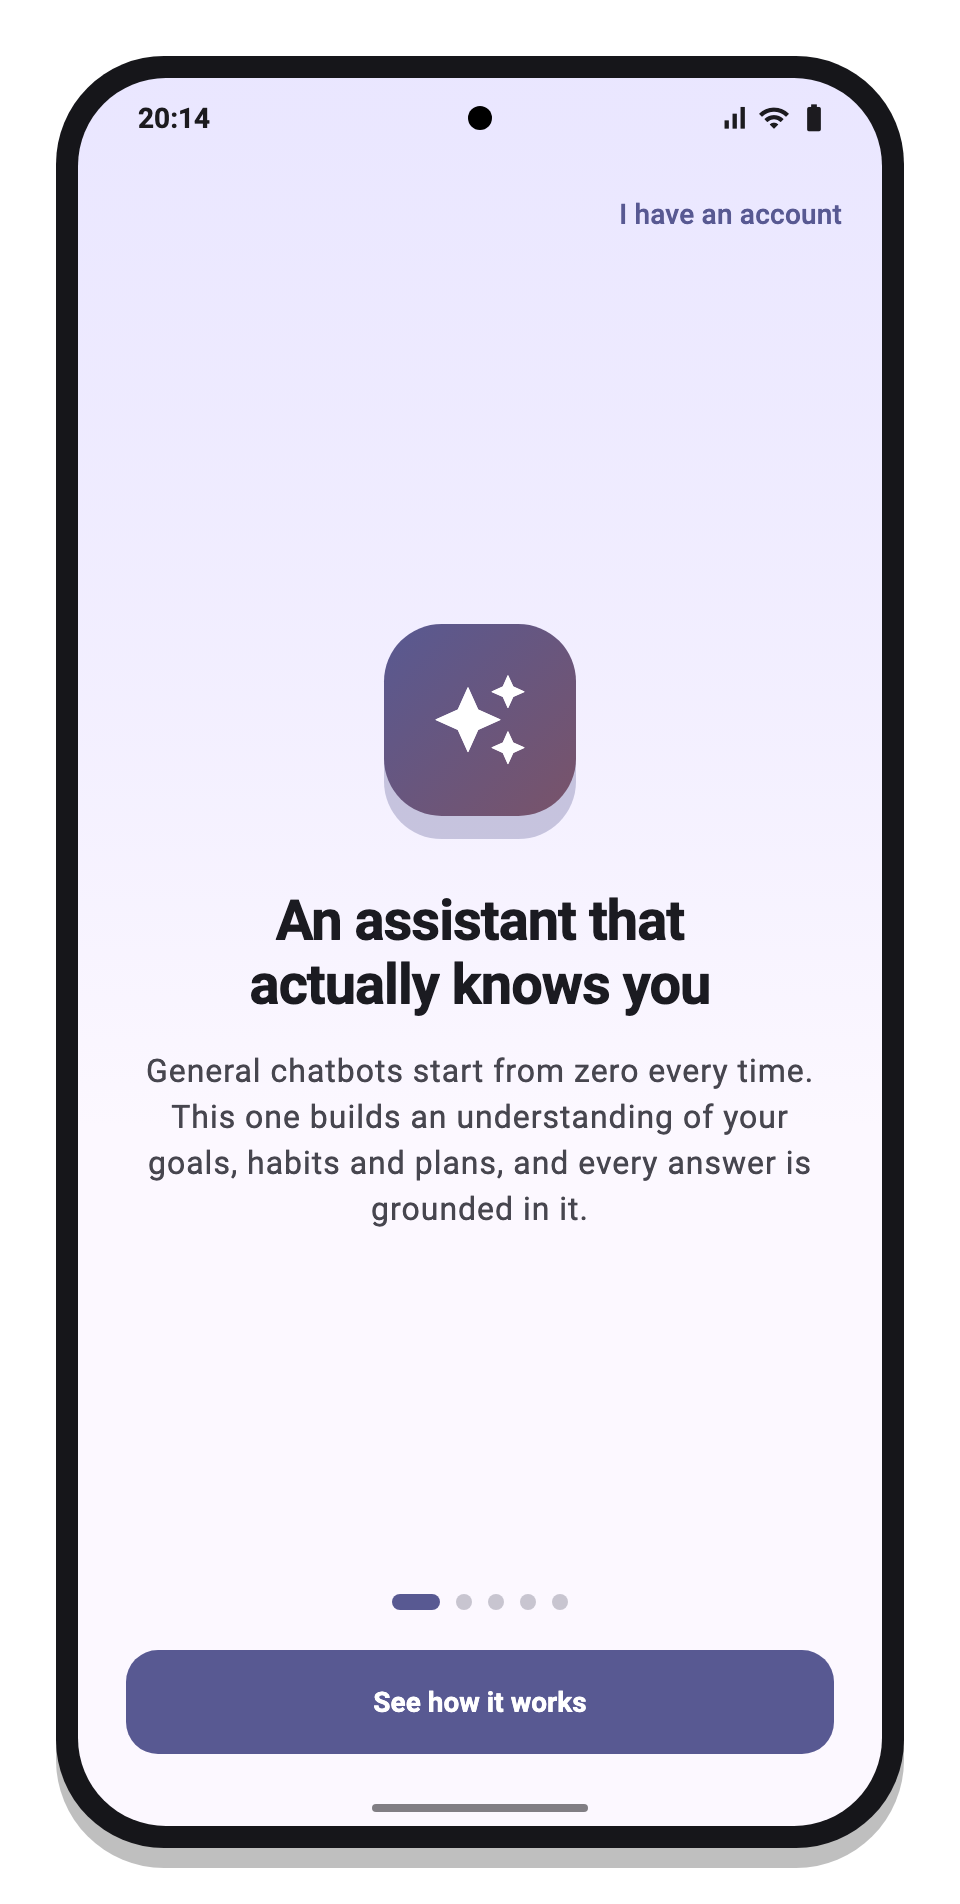 20:14
I have an account
An assistant that
actually knows you
General chatbots start from zero every time.
This one builds an understanding of your
goals, habits and plans, and every answer is
grounded in it.
See how it works